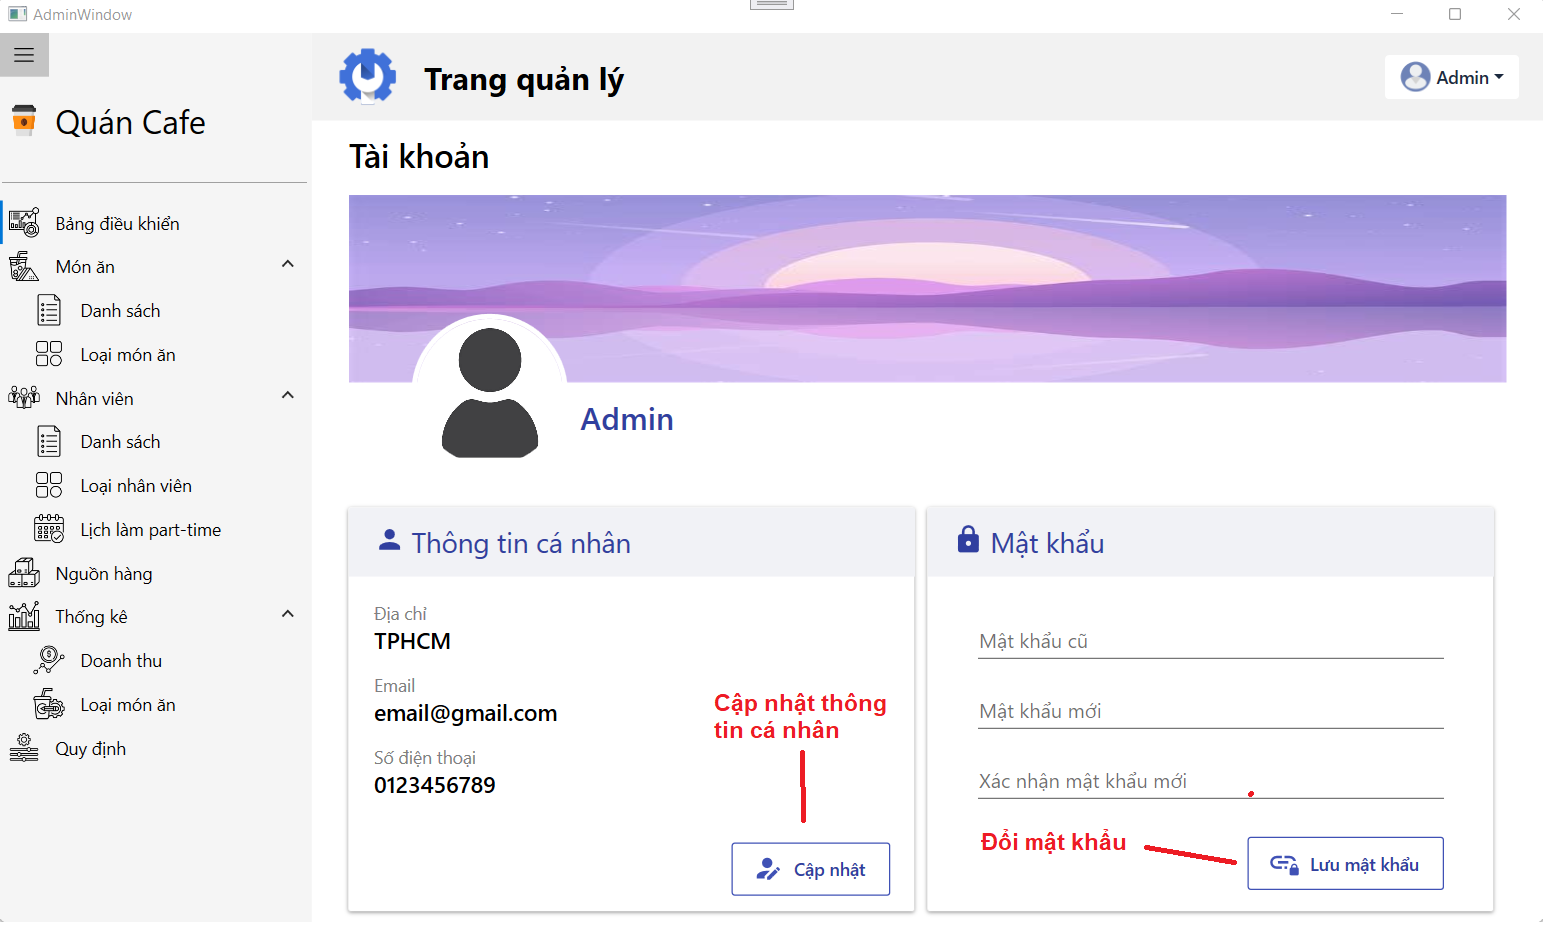 AdminWindow
Trang quản lý
Admin
Quán Cafe
Bảng điều khiển
Món ăn
Danh sách
Loại món ăn
Nhân viên
Danh sách
Loại nhân viên
Lịch làm part-time
Nguồn hàng
Thống kê
Doanh thu
Loại món ăn
Quy định
Tài khoản
Admin
Thông tin cá nhân
Địa chỉ
TPHCM
Email
email@gmail.com
Số điện thoại
0123456789
Cập nhật thông
tin cá nhân
Cập nhật
Mật khẩu
Mật khẩu cũ
Mật khẩu mới
Xác nhận mật khẩu mới
Đổi mật khẩu
Lưu mật khẩu